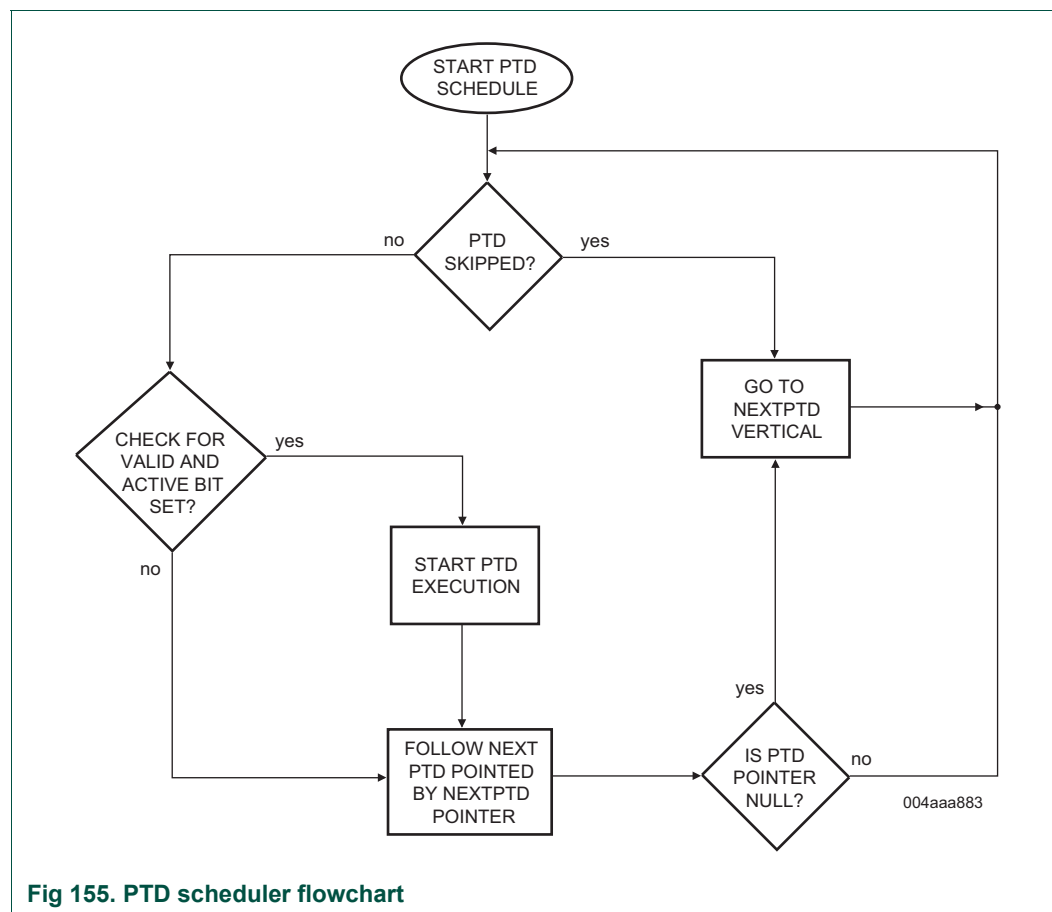 START PTD
SCHEDULE
no
PTD
SKIPPED?
yes
GO TO
NEXTPTD
VERTICAL
CHECK FOR
VALID AND
ACTIVE BIT
SET?
yes
no
START PTD
EXECUTION
FOLLOW NEXT
PTD POINTED
BY NEXTPTD
POINTER
yes
IS PTD
POINTER
NULL?
no
004aaa883
Fig 155. PTD scheduler flowchart